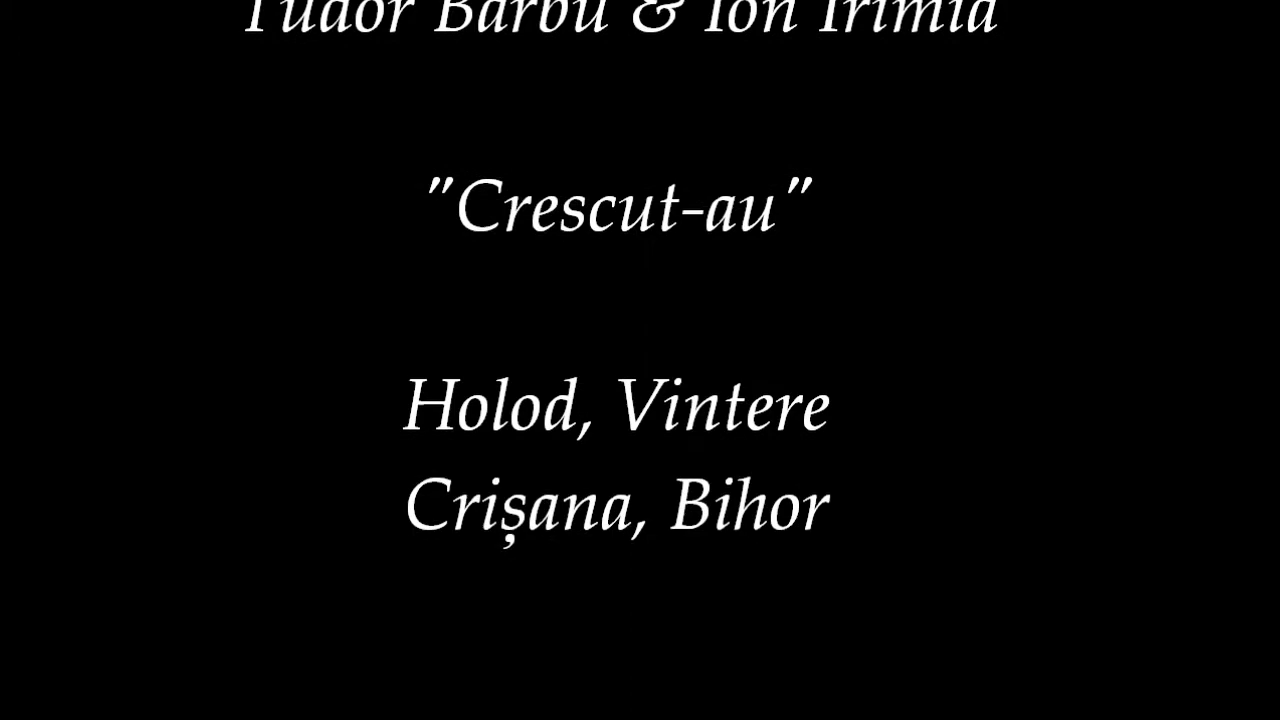 Tudor Barbu & Ion Irimia
"Crescut-au"
Holod, Vintere
Crișana, Bihor